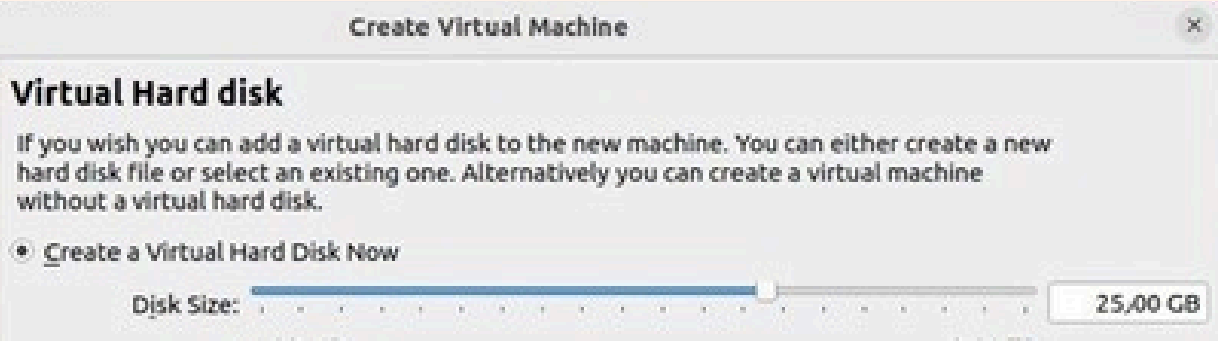 Create Virtual Machine
Virtual Hard disk
If you wish you can add a virtual hard disk to the new machine. You can either create a new
hard disk file or select an existing one. Alternatively you can create a virtual machine
without a virtual hard disk.
Create a Virtual Hard Disk Now
Disk Size: 25,00 GB